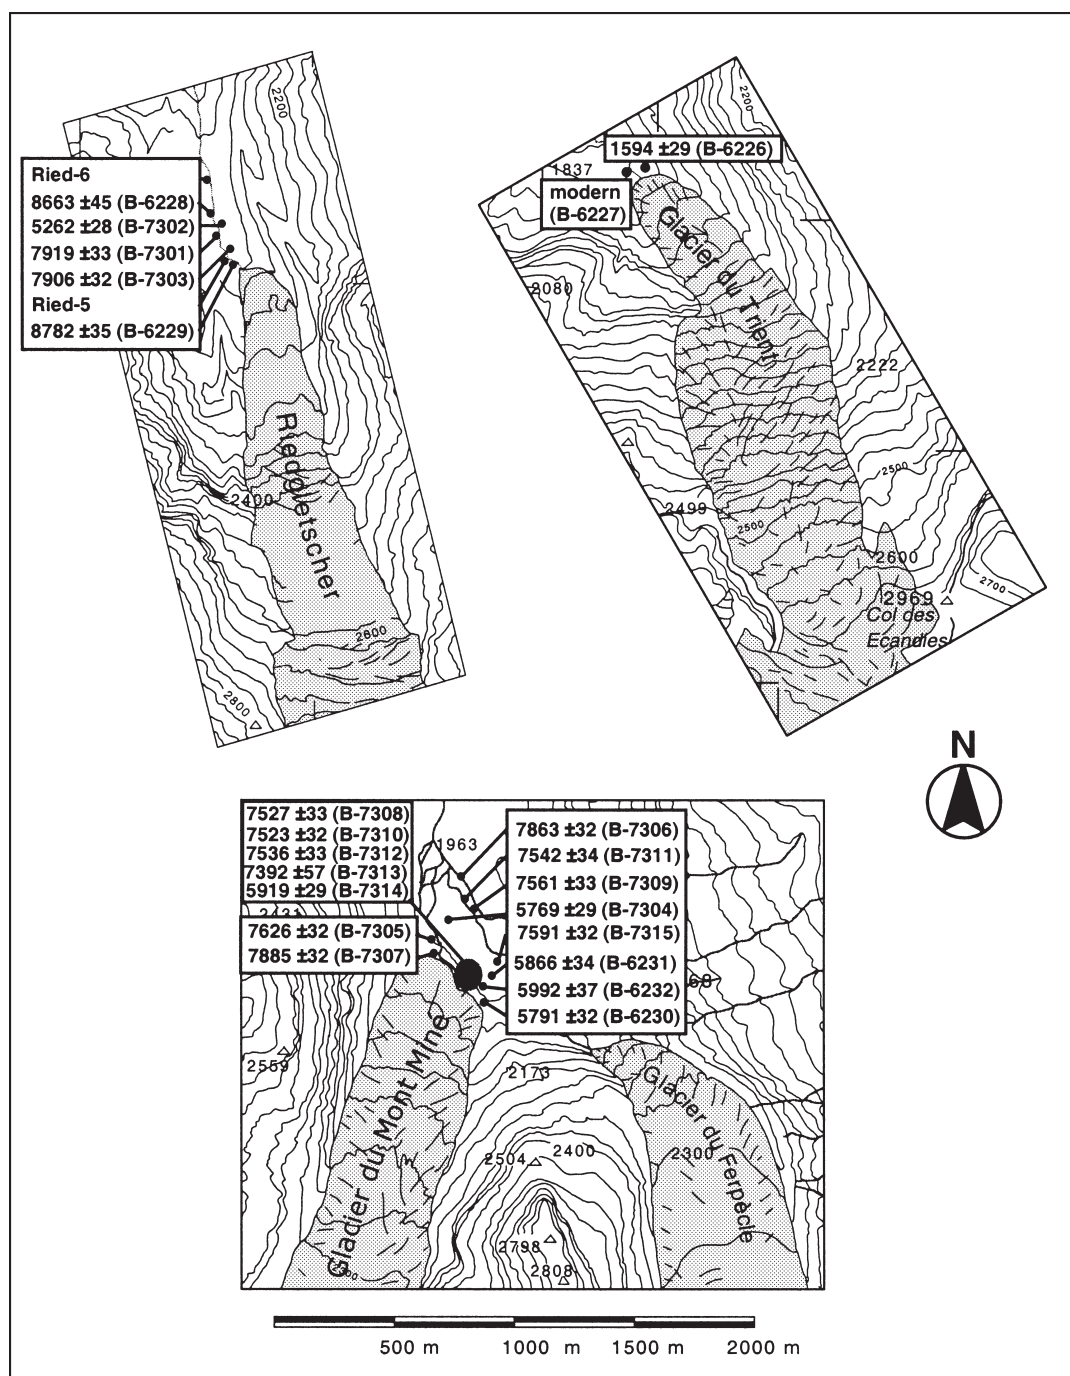 2200
Ried-6
8663 ±45 (B-6228)
5262 ±28 (B-7302)
7919 ±33 (B-7301)
7906 ±32 (B-7303)
Ried-5
8782 ±35 (B-6229)
2400
Riedgletscher
2800
2800
2200
1594 ±29 (B-6226)
1837
modern
(B-6227)
Glacier du Trient
2080
2222
2500
2499
2500
2600
2700
2969
Col des
Ecandies
N
7527 ±33 (B-7308)
7523 ±32 (B-7310)
7536 ±33 (B-7312)
7392 ±57 (B-7313)
5919 ±29 (B-7314)
1963
7863 ±32 (B-7306)
7542 ±34 (B-7311)
7561 ±33 (B-7309)
5769 ±29 (B-7304)
7591 ±32 (B-7315)
5866 ±34 (B-6231)
5992 ±37 (B-6232)
5791 ±32 (B-6230)
7626 ±32 (B-7305)
7885 ±32 (B-7307)
68
2559
2173
Glacier du Mont Miné
Glacier du Ferpècle
2504
2400
2300
2798
2808
500 m
1000 m
1500 m
2000 m